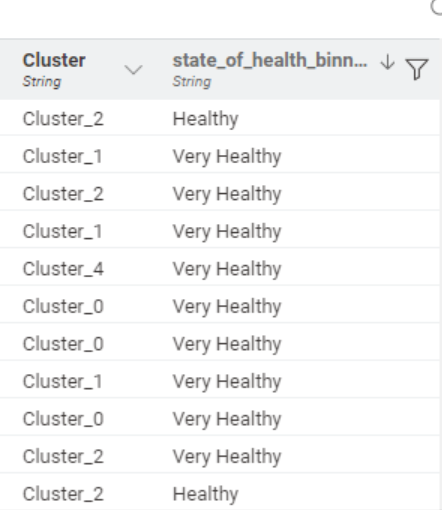 Cluster state_of_health_binn...
String String
Cluster_2 Healthy
Cluster_1 Very Healthy
Cluster_2 Very Healthy
Cluster_1 Very Healthy
Cluster_4 Very Healthy
Cluster_0 Very Healthy
Cluster_0 Very Healthy
Cluster_1 Very Healthy
Cluster_0 Very Healthy
Cluster_2 Very Healthy
Cluster_2 Healthy